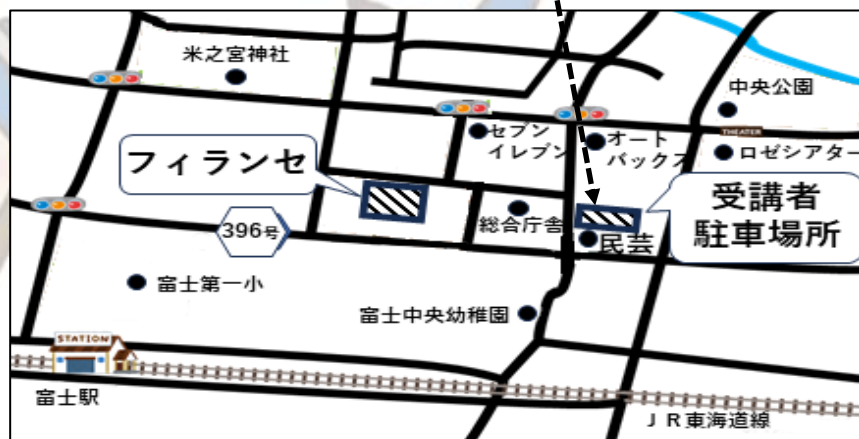 米之宮神社
中央公園
セブン
イレブン
オート
バックス
THEATER
ロゼシアター
フィランセ
受講者
駐車場所
396号
総合庁舎
民芸
富士第一小
富士中央幼稚園
STATION
富士駅
JR東海道線